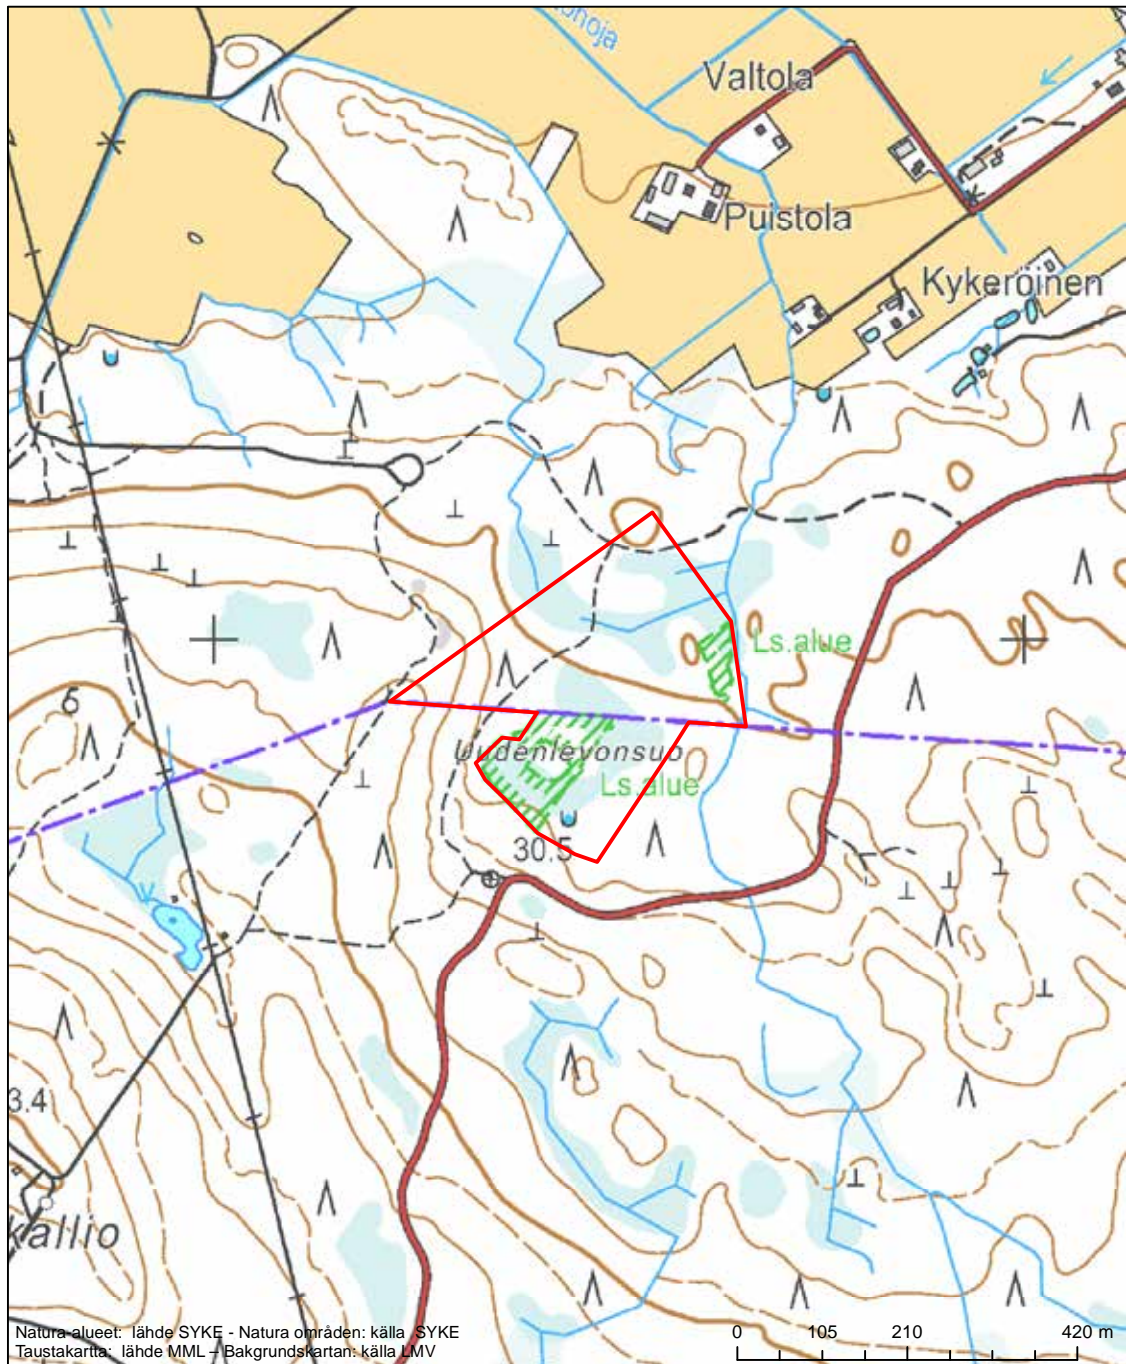 Valtola
Puistola
Kykeröinen
Ls.alue
Uudenlevonsuo
Ls.alue
30.5
5
3.4
kallio
Natura-alueet: lähde SYKE - Natura områden: källa SYKE
Taustakartta: lähde MML – Bakgrundskartan: källa LMV
0 105 210 420 m